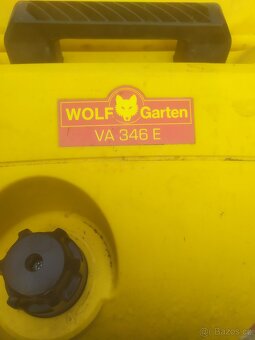 WOLF Garten
VA 346 E
© Bazos.cz